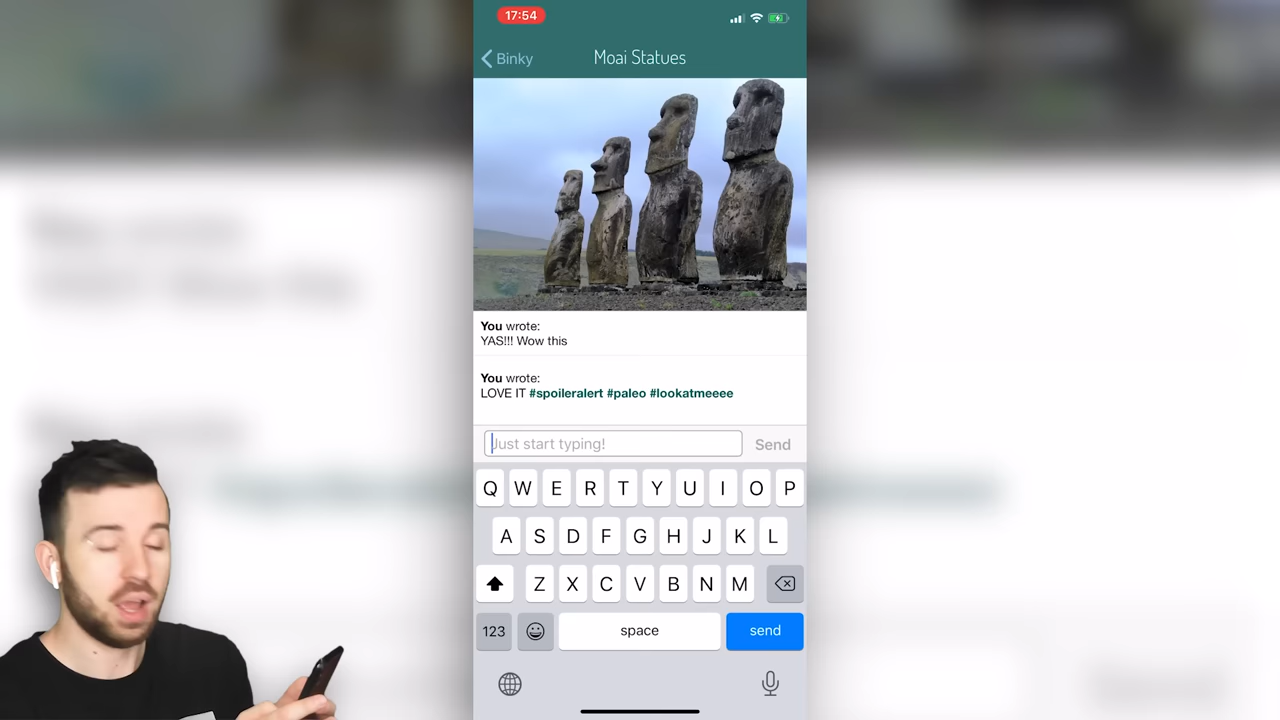 17:54
Binky
Moai Statues
You wrote:
YAS!!! Wow this
You wrote:
LOVE IT #spoileralert #paleo #lookatmeeee
Just start typing!
Send
Q W E R T Y U I O P
A S D F G H J K L
Z X C V B N M
123
space
send